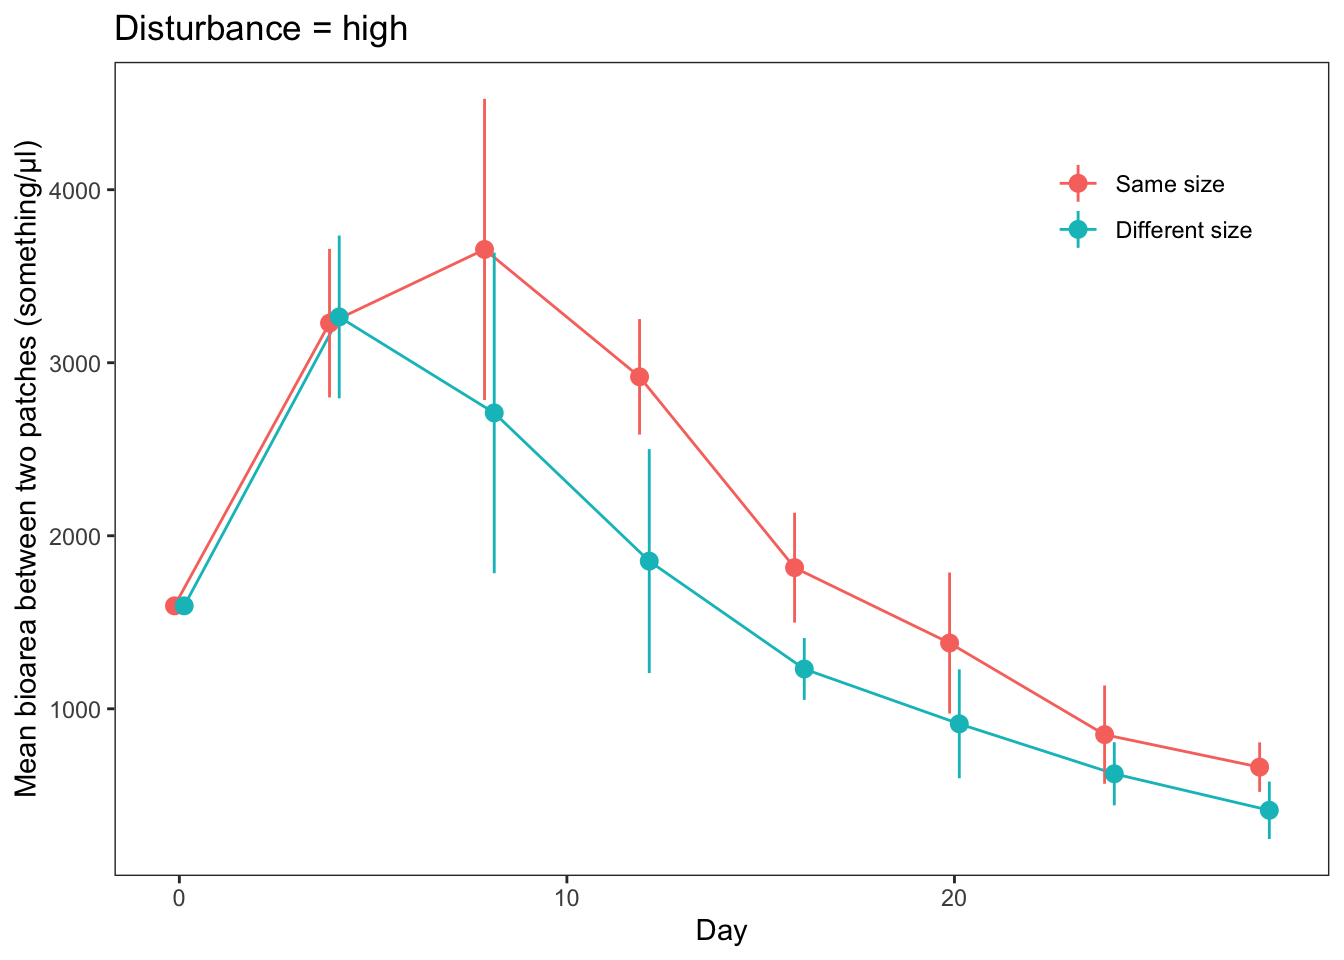 Disturbance = high
Mean bioarea between two patches (something/µl)
4000
3000
2000
1000
Same size
Different size
0
10
20
Day